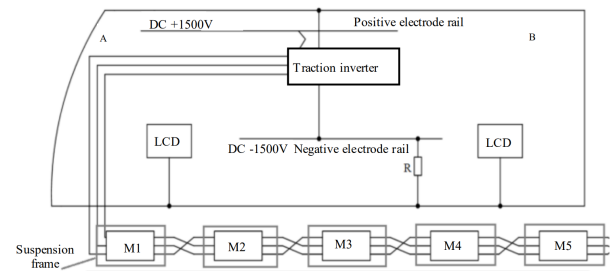 DC +1500V Positive electrode rail
A
B
Traction inverter
LCD
DC -1500V Negative electrode rail
LCD
R
Suspension
frame
M1
M2
M3
M4
M5